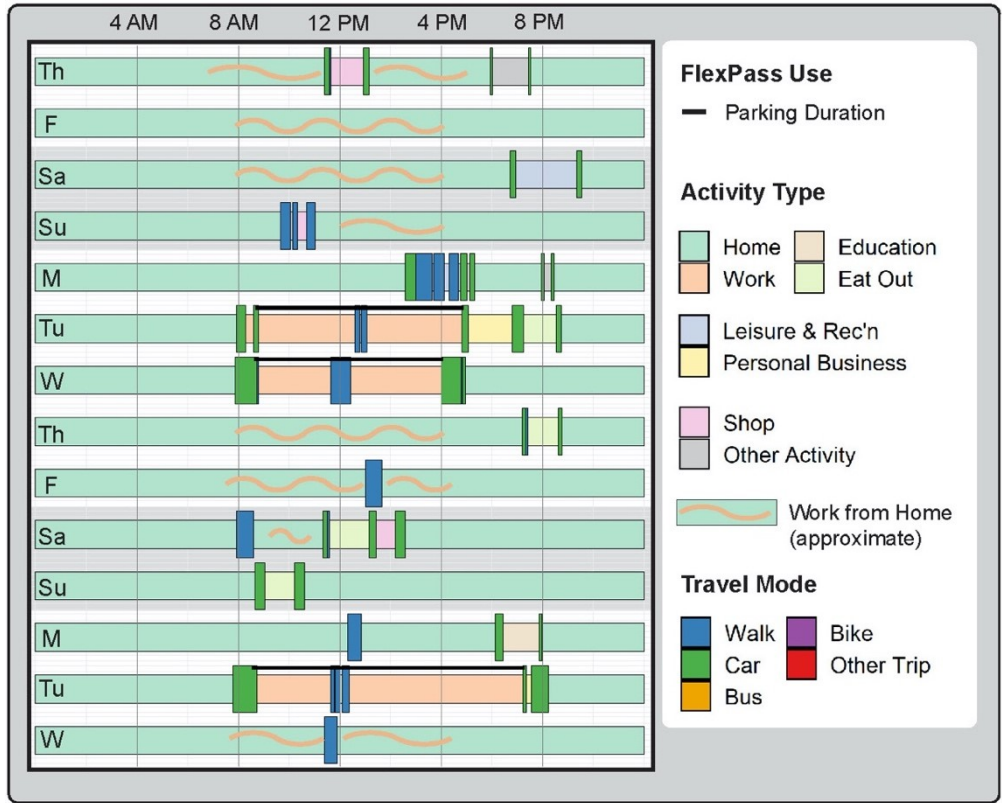 4 AM 8 AM 12 PM 4 PM 8 PM
Th
F
Sa
Su
M
Tu
W
Th
F
Sa
Su
M
Tu
W
FlexPass Use
Parking Duration
Activity Type
Home Education
Work Eat Out
Leisure & Rec'n
Personal Business
Shop
Other Activity
Work from Home
(approximate)
Travel Mode
Walk Bike
Car Other Trip
Bus